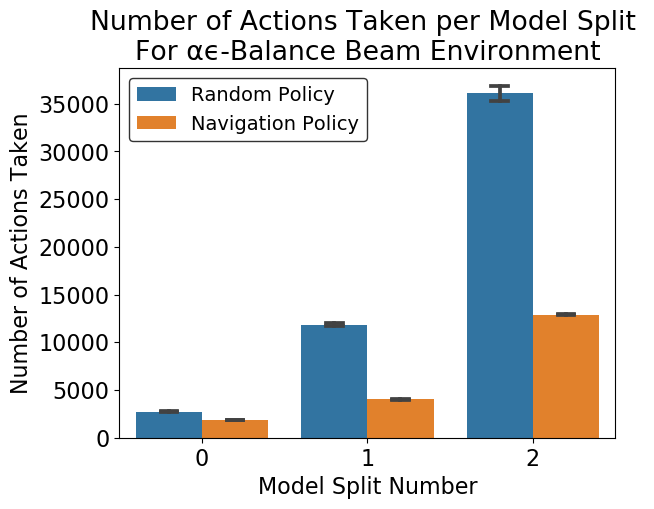 Number of Actions Taken per Model Split
For αϵ-Balance Beam Environment
Random Policy
Navigation Policy
Number of Actions Taken
35000
30000
25000
20000
15000
10000
5000
0
0 1 2
Model Split Number